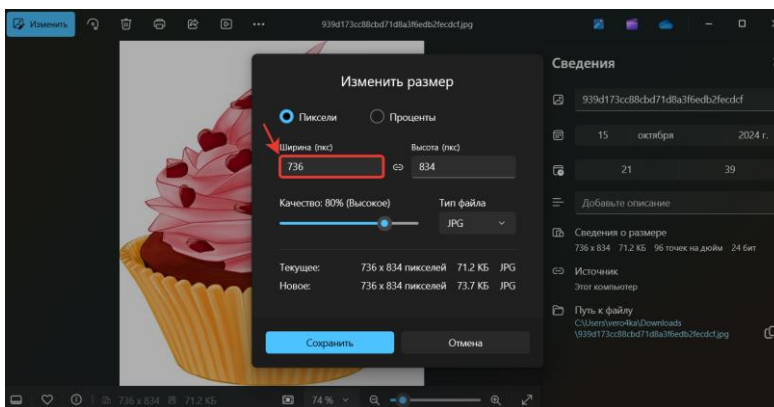 Изменить
939d173cc88cbd71d8a3f6edb2fecdcf.jpg
Изменить размер
Пиксели Проценты
Ширина (пкс) Высота (пкс)
736 834
Качество: 80% (Высокое) Тип файла
JPG
Текущее: 736 x 834 пикселей 71.2 КБ JPG
Новое: 736 x 834 пикселей 73.7 КБ JPG
Сохранить Отмена
Сведения
939d173cc88cbd71d8a3f6edb2fecdcf
15 октября 2024 г.
21 39
Добавьте описание
Сведения о размере
736 x 834 71.2 КБ 96 точек на дюйм 24 бит
Источник
Этот компьютер
Путь к файлу
C:\Users\vero4ka\Downloads
\939d173cc88cbd71d8a3f6edb2fecdcf.jpg
736 x 834 71.2 КБ 74 %